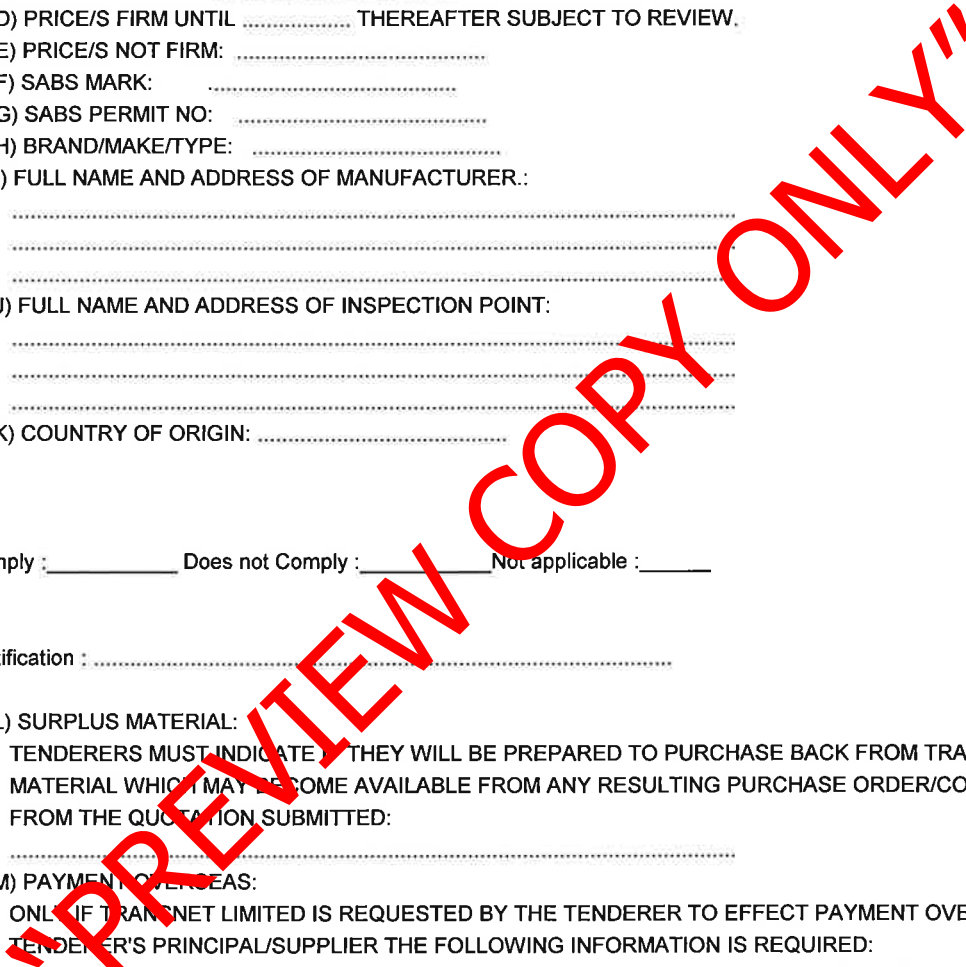 D) PRICE/S FIRM UNTIL .................. THEREAFTER SUBJECT TO REVIEW.
E) PRICE/S NOT FIRM: ..........................................
F) SABS MARK: ..........................................
G) SABS PERMIT NO: ..........................................
H) BRAND/MAKE/TYPE: ..........................................
) FULL NAME AND ADDRESS OF MANUFACTURER.:
J) FULL NAME AND ADDRESS OF INSPECTION POINT:
K) COUNTRY OF ORIGIN: ..........................................
mply :___________ Does not Comply :___________Not applicable :______
tification : ..........................................
L) SURPLUS MATERIAL:
TENDERERS MUST INDICATE IF THEY WILL BE PREPARED TO PURCHASE BACK FROM TRA
MATERIAL WHICH MAY BECOME AVAILABLE FROM ANY RESULTING PURCHASE ORDER/CO
FROM THE QUOTATION SUBMITTED:
M) PAYMENT OVERSEAS:
ONLY IF TRANSNET LIMITED IS REQUESTED BY THE TENDERER TO EFFECT PAYMENT OVE
TENDERER'S PRINCIPAL/SUPPLIER THE FOLLOWING INFORMATION IS REQUIRED:
"PREVIEW COPY ONLY"